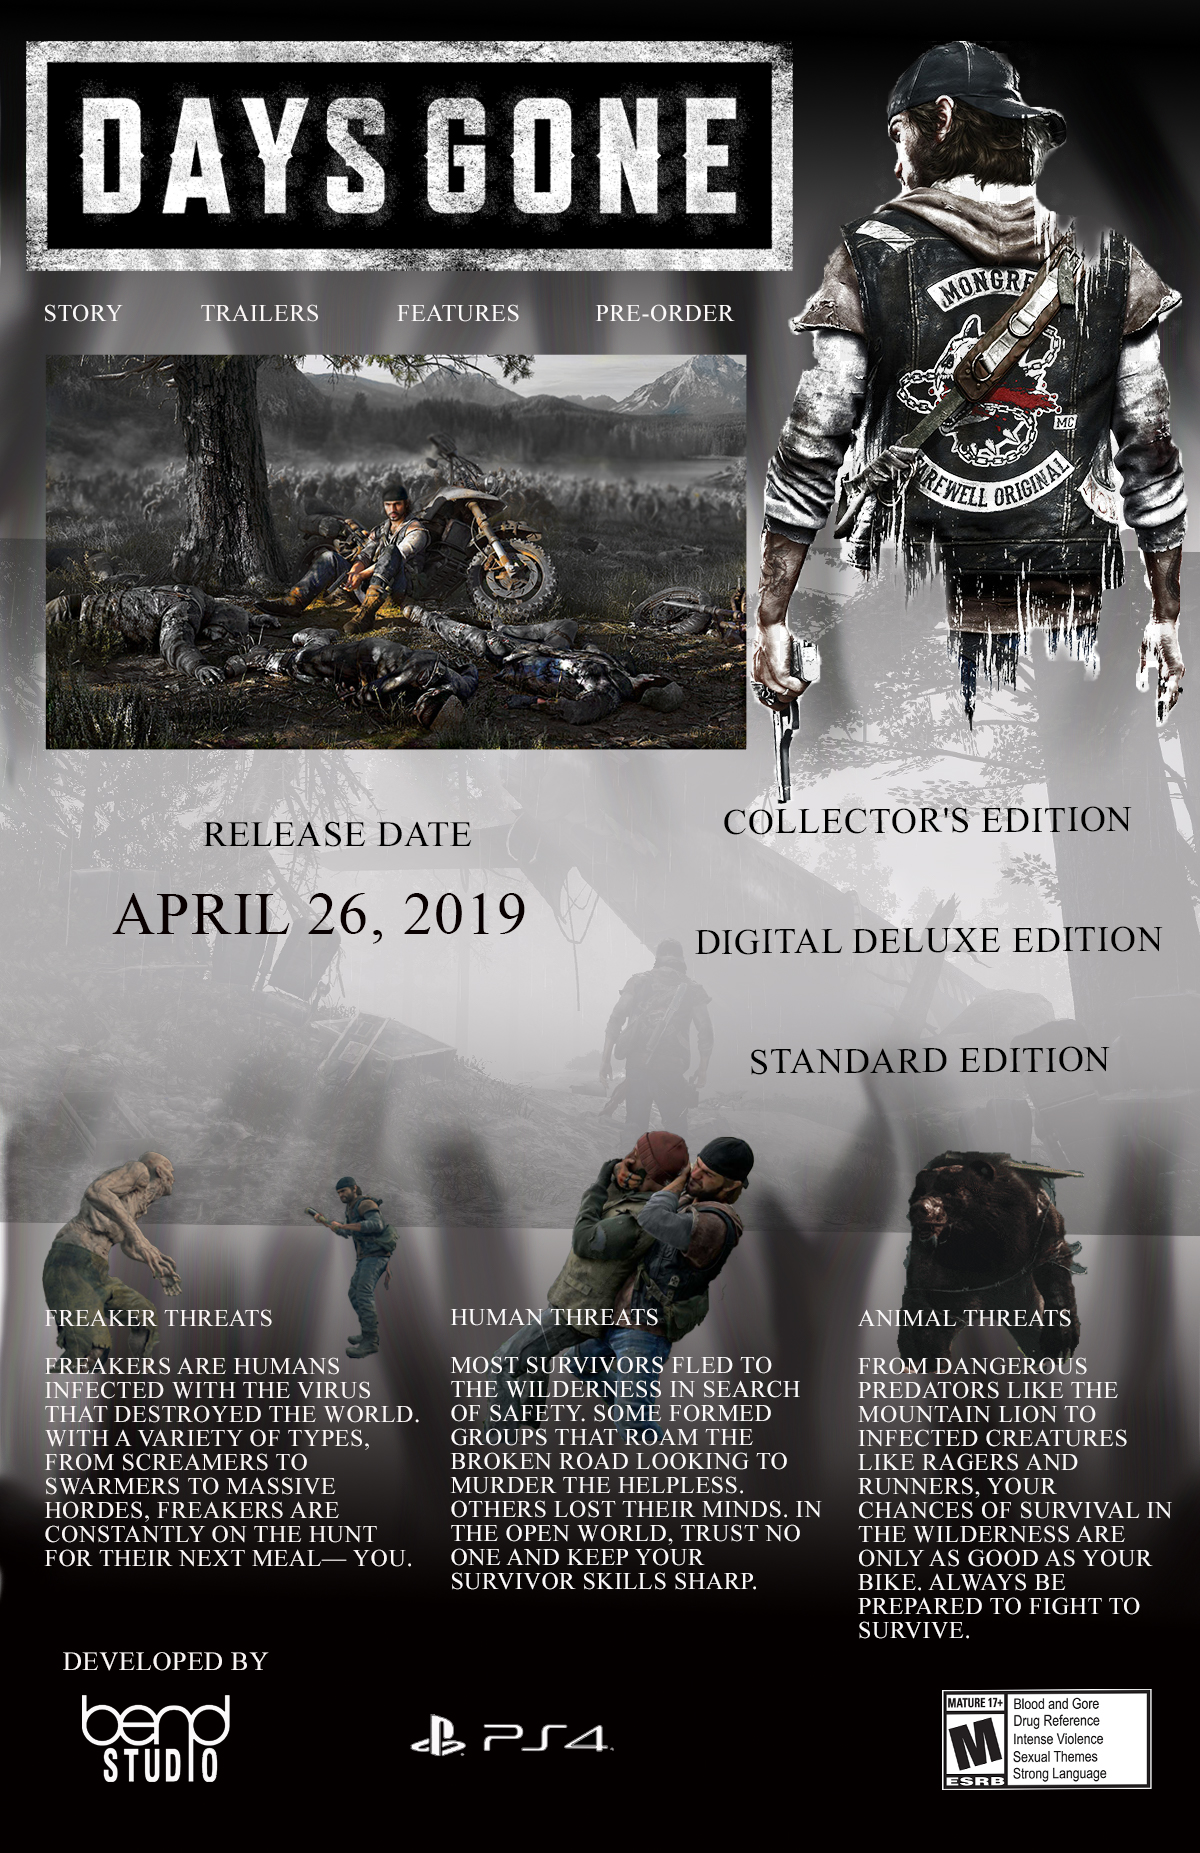 DAYS GONE
STORY TRAILERS FEATURES PRE-ORDER
MONGRE
MC
AREWELL ORIGINAL
RELEASE DATE
APRIL 26, 2019
COLLECTOR'S EDITION
DIGITAL DELUXE EDITION
STANDARD EDITION
FREAKER THREATS
FREAKERS ARE HUMANS
INFECTED WITH THE VIRUS
THAT DESTROYED THE WORLD.
WITH A VARIETY OF TYPES,
FROM SCREAMERS TO
SWARMERS TO MASSIVE
HORDES, FREAKERS ARE
CONSTANTLY ON THE HUNT
FOR THEIR NEXT MEAL— YOU.
HUMAN THREATS
MOST SURVIVORS FLED TO
THE WILDERNESS IN SEARCH
OF SAFETY. SOME FORMED
GROUPS THAT ROAM THE
BROKEN ROAD LOOKING TO
MURDER THE HELPLESS.
OTHERS LOST THEIR MINDS. IN
THE OPEN WORLD, TRUST NO
ONE AND KEEP YOUR
SURVIVOR SKILLS SHARP.
ANIMAL THREATS
FROM DANGEROUS
PREDATORS LIKE THE
MOUNTAIN LION TO
INFECTED CREATURES
LIKE RAGERS AND
RUNNERS, YOUR
CHANCES OF SURVIVAL IN
THE WILDERNESS ARE
ONLY AS GOOD AS YOUR
BIKE. ALWAYS BE
PREPARED TO FIGHT TO
SURVIVE.
DEVELOPED BY
bend
STUDIO
PS4
MATURE 17+
M
ESRB
Blood and Gore
Drug Reference
Intense Violence
Sexual Themes
Strong Language